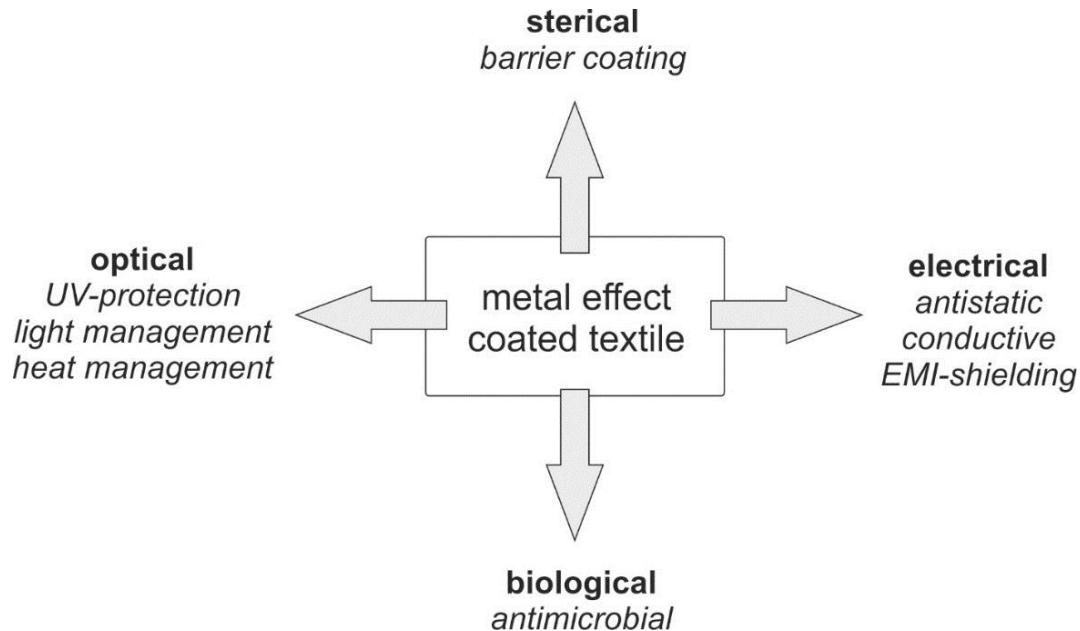 sterical
barrier coating
optical
UV-protection
light management
heat management
metal effect
coated textile
electrical
antistatic
conductive
EMI-shielding
biological
antimicrobial